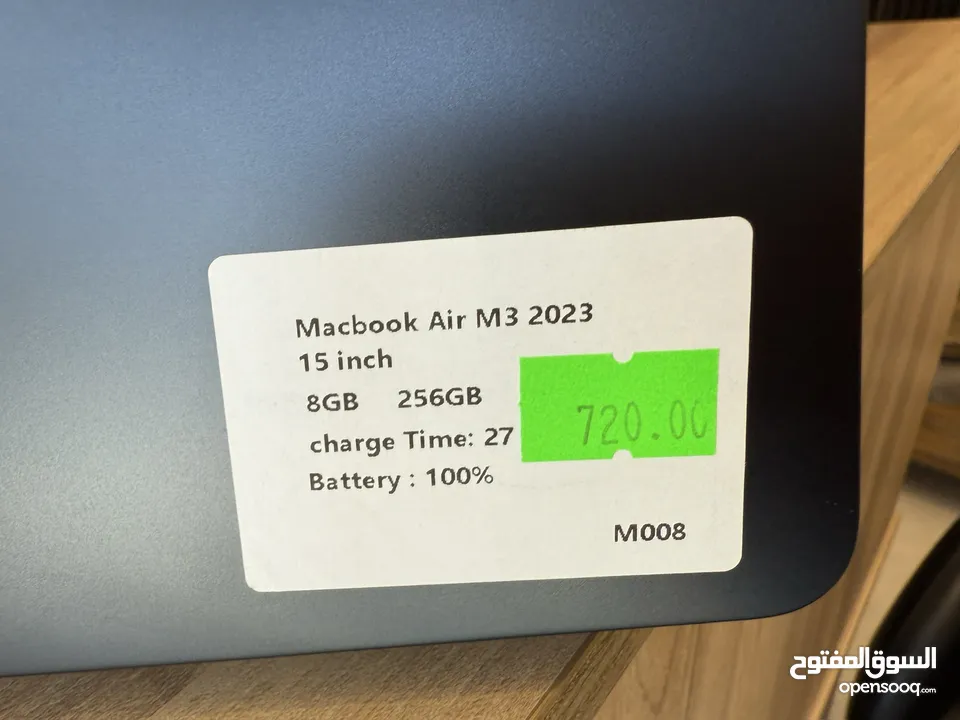 Macbook Air M3 2023
15 inch
8GB 256GB
charge Time: 27
720.00
Battery : 100%
M008
السوق المفتوح
opensooq.com